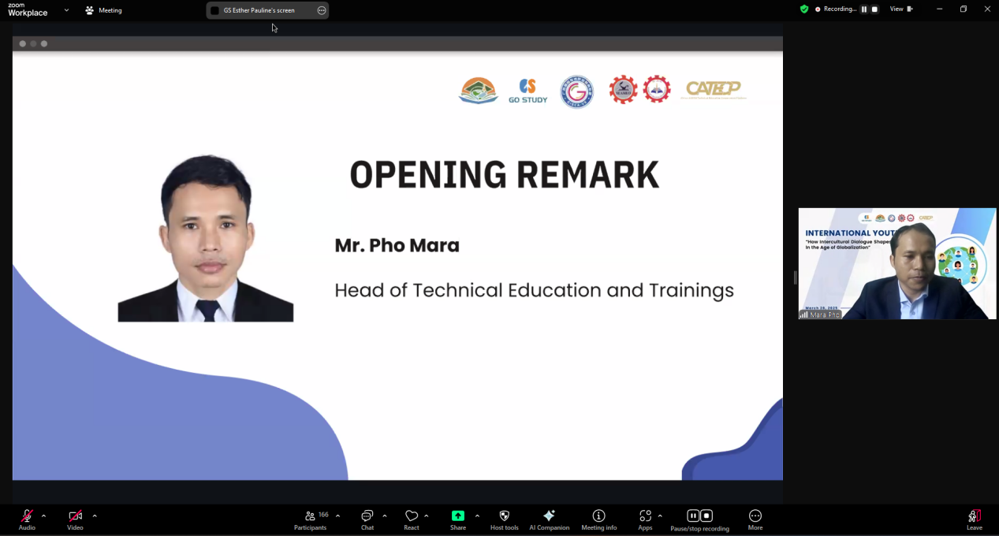 zoom
Workplace
Meeting
GS Esther Pauline's screen
Recording...
View
GO STUDY
CATECP
OPENING REMARK
Mr. Pho Mara
Head of Technical Education and Trainings
INTERNATIONAL YOUT
"How Intercultural Dialogue Shapes
in the Age of Globalization"
Mara Pho
Audio
Video
166
Participants
Chat
React
Share
Host tools
AI Companion
Meeting info
Apps
Pause/stop recording
More
Leave